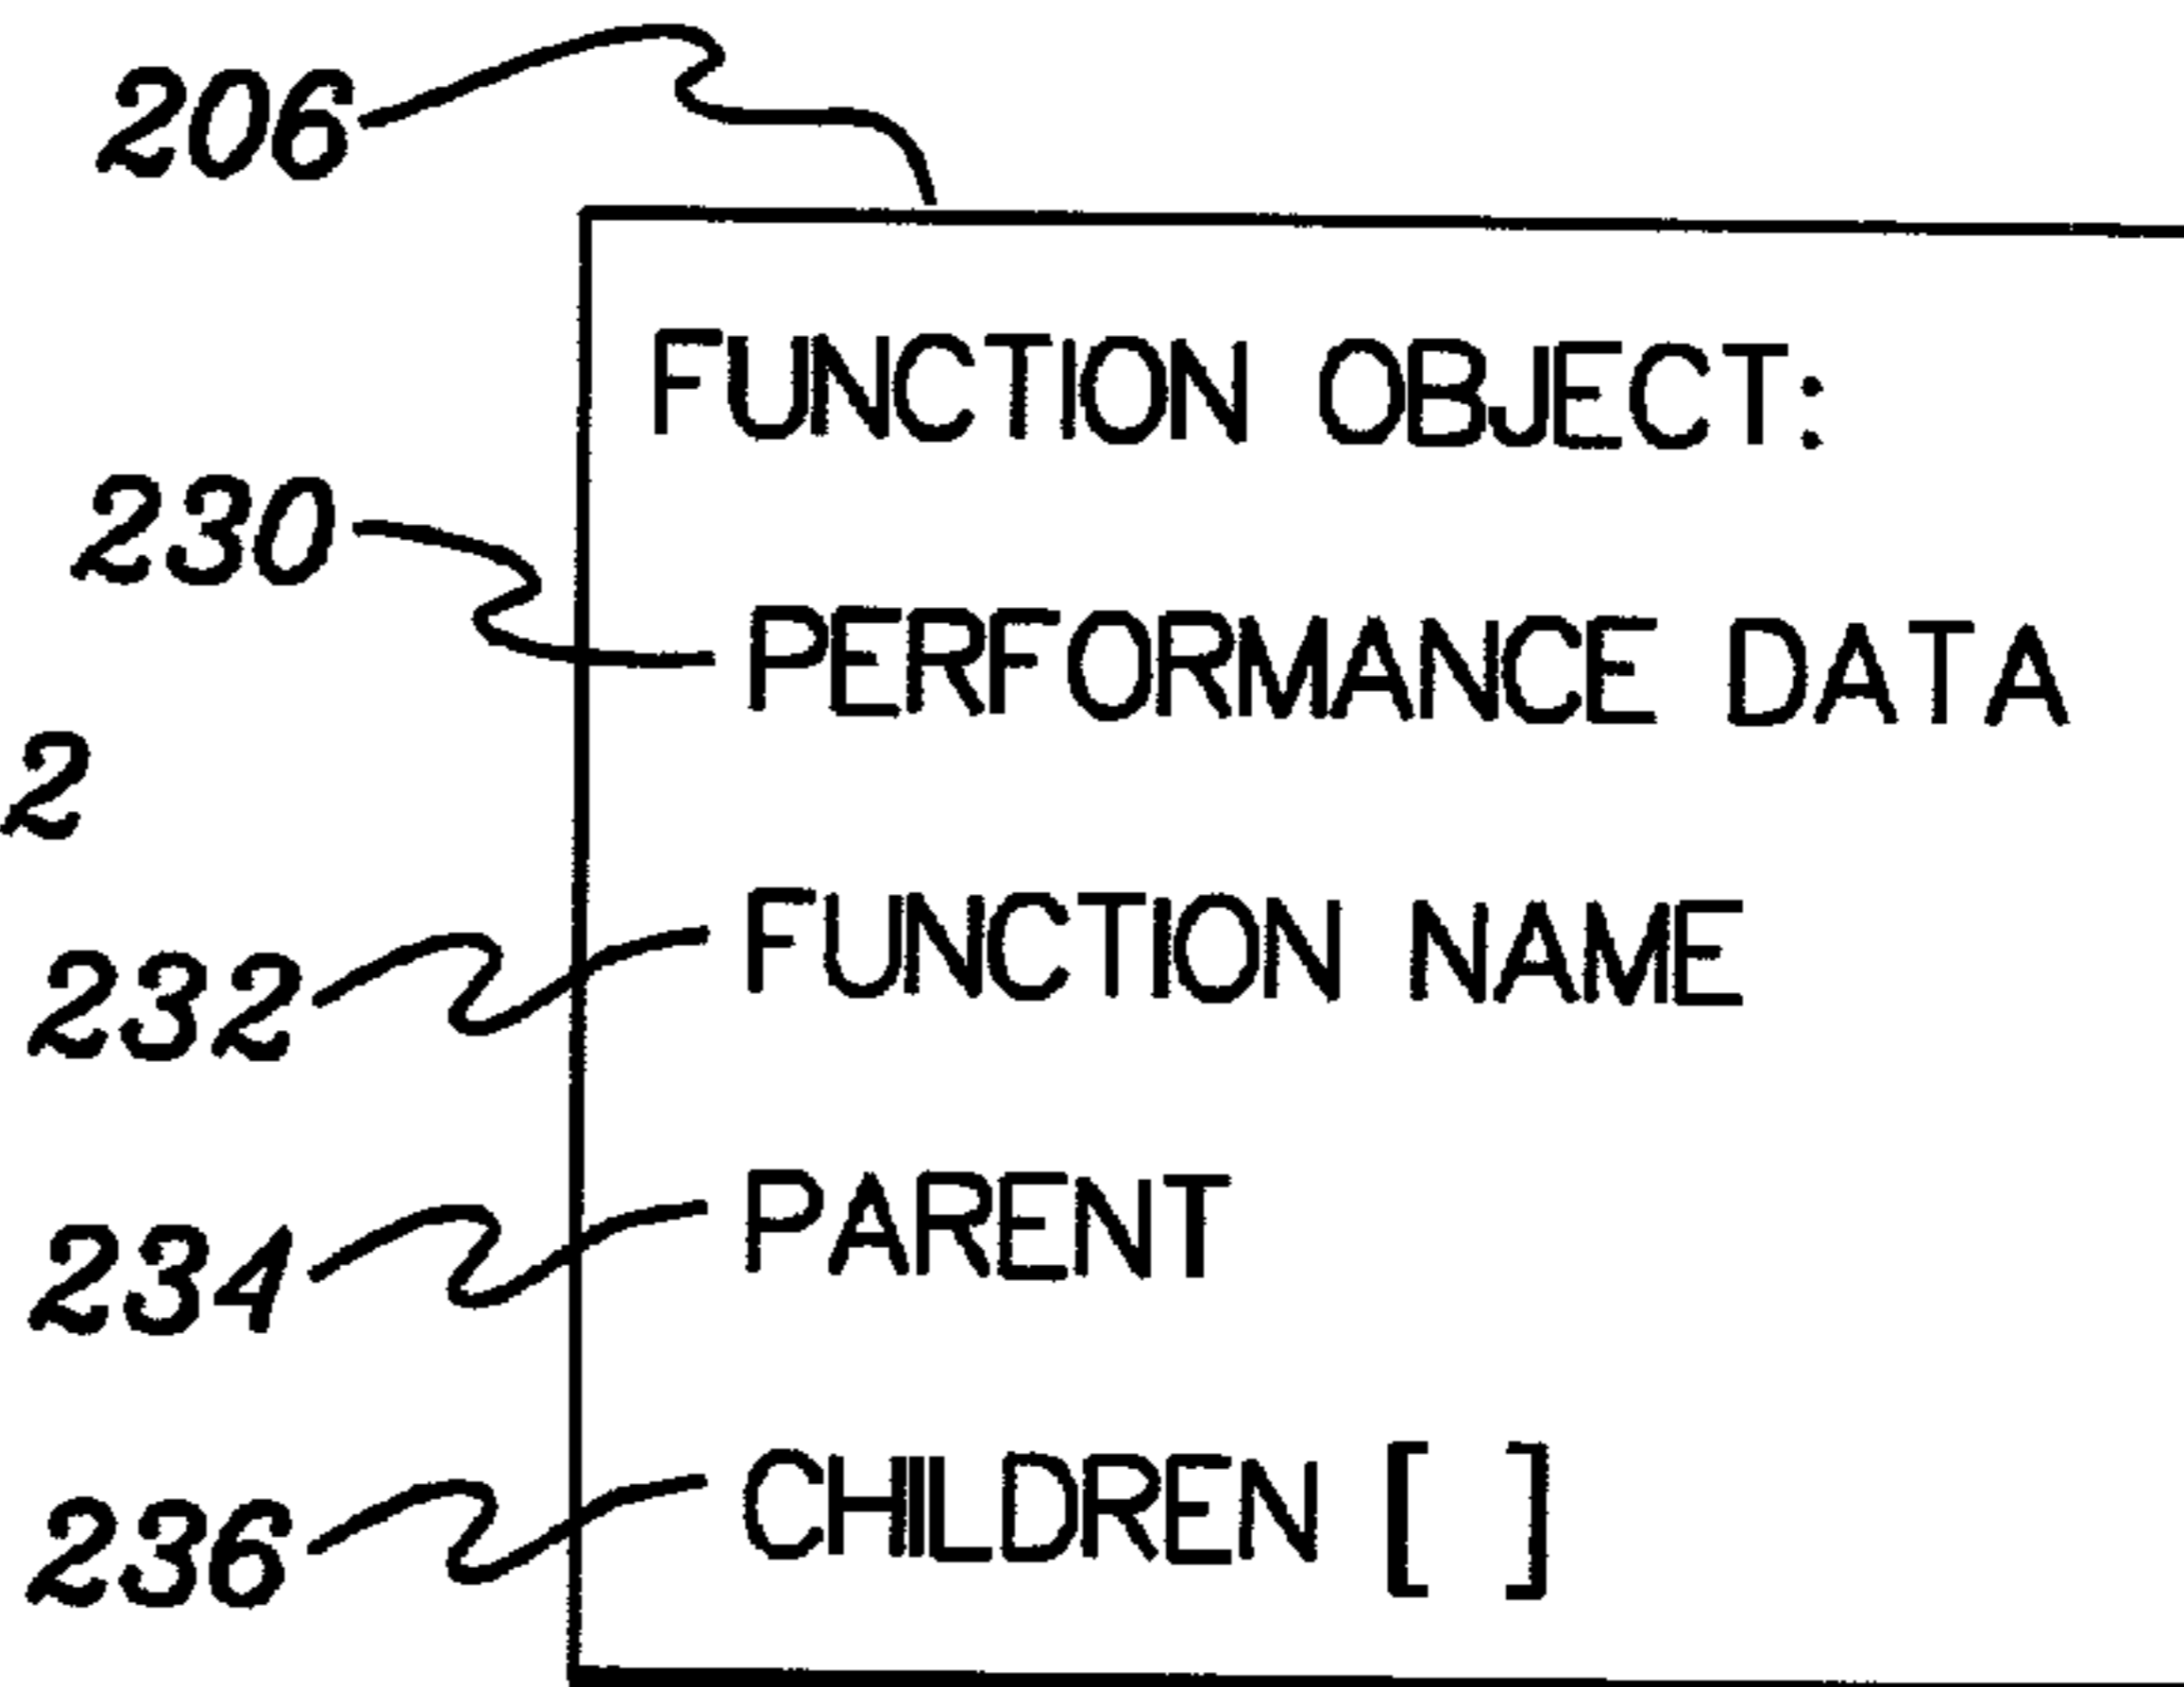 206
FUNCTION OBJECT:
230 PERFORMANCE DATA
2
232 FUNCTION NAME
234 PARENT
236 CHILDREN [ ]